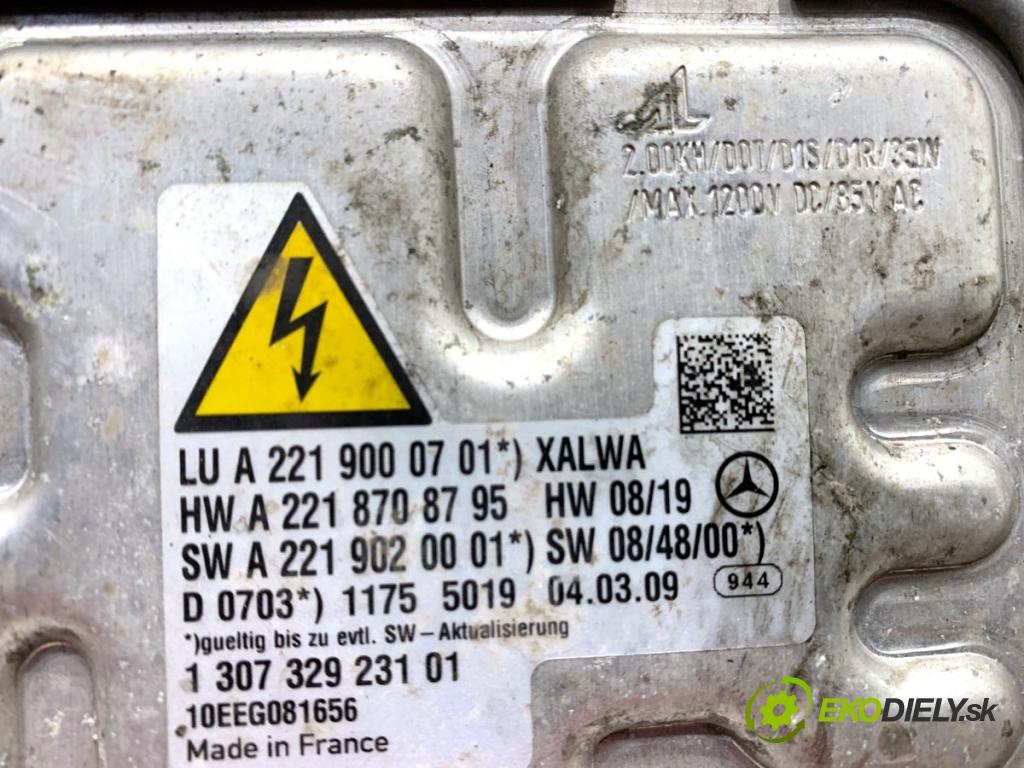 AL
2.00KH/DOT/D1S/D1R/35W
/MAX.1200V DC/85V AC
LU A 221 900 07 01*) XALWA
HW A 221 870 87 95 HW 08/19
SW A 221 902 00 01*) SW 08/48/00*)
D 0703*) 1175 5019 04.03.09 944
*)gueltig bis zu evtl. SW–Aktualisierung
1 307 329 231 01
10EEG081656
Made in France
EKODIELY.sk